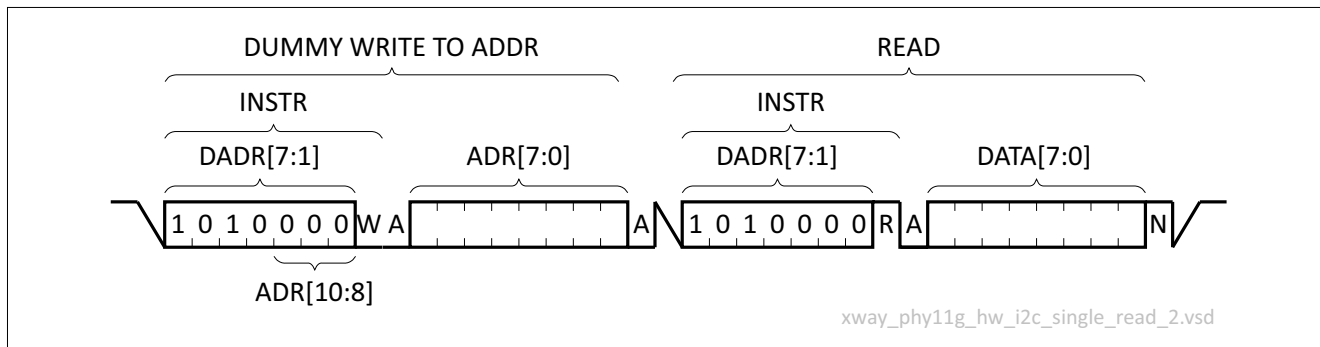 DUMMY WRITE TO ADDR READ
INSTR INSTR
DADR[7:1] ADR[7:0] DADR[7:1] DATA[7:0]
1 0 1 0 0 0 0 W A A 1 0 1 0 0 0 0 R A N
ADR[10:8]
xway_phy11g_hw_i2c_single_read_2.vsd